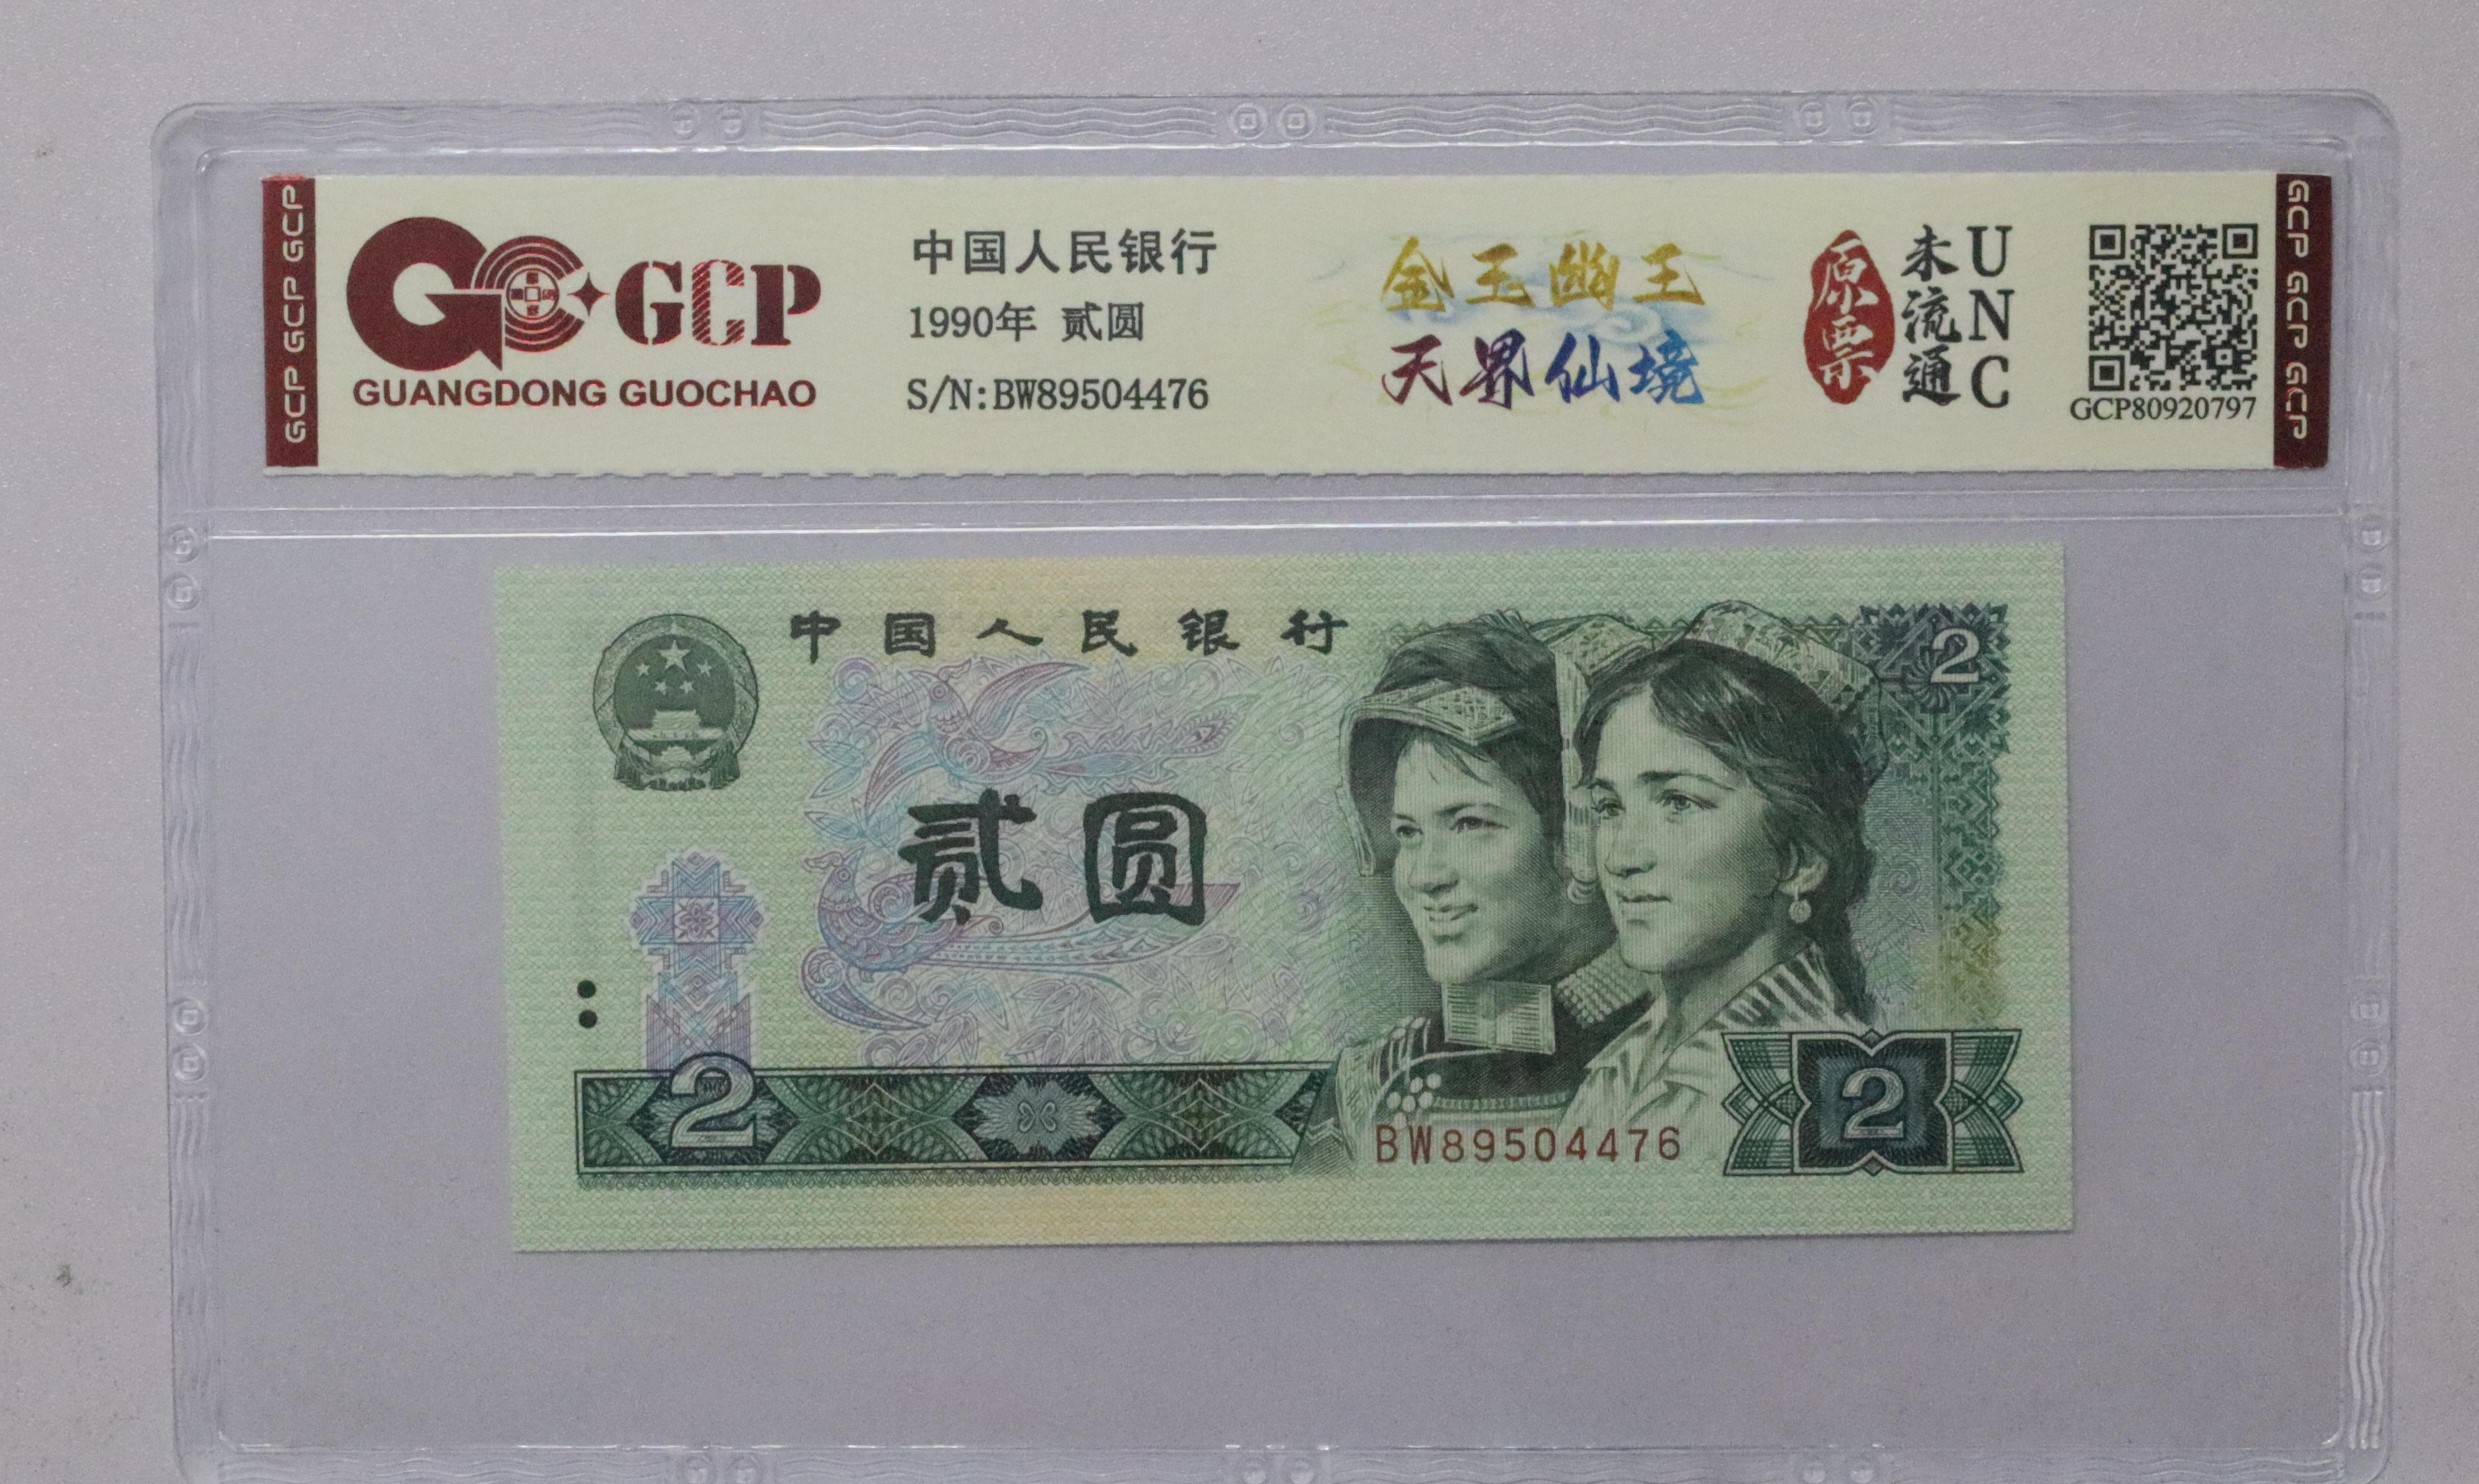 GCP GCP GCP
GCP
GUANGDONG GUOCHAO
中国人民银行
1990年 贰圆
S/N:BW89504476
金玉幽王
天界仙境
原票
未流通
UNC
GCP80920797
GCP GCP GCP
中国人民银行
2
贰圆
2
BW89504476
2